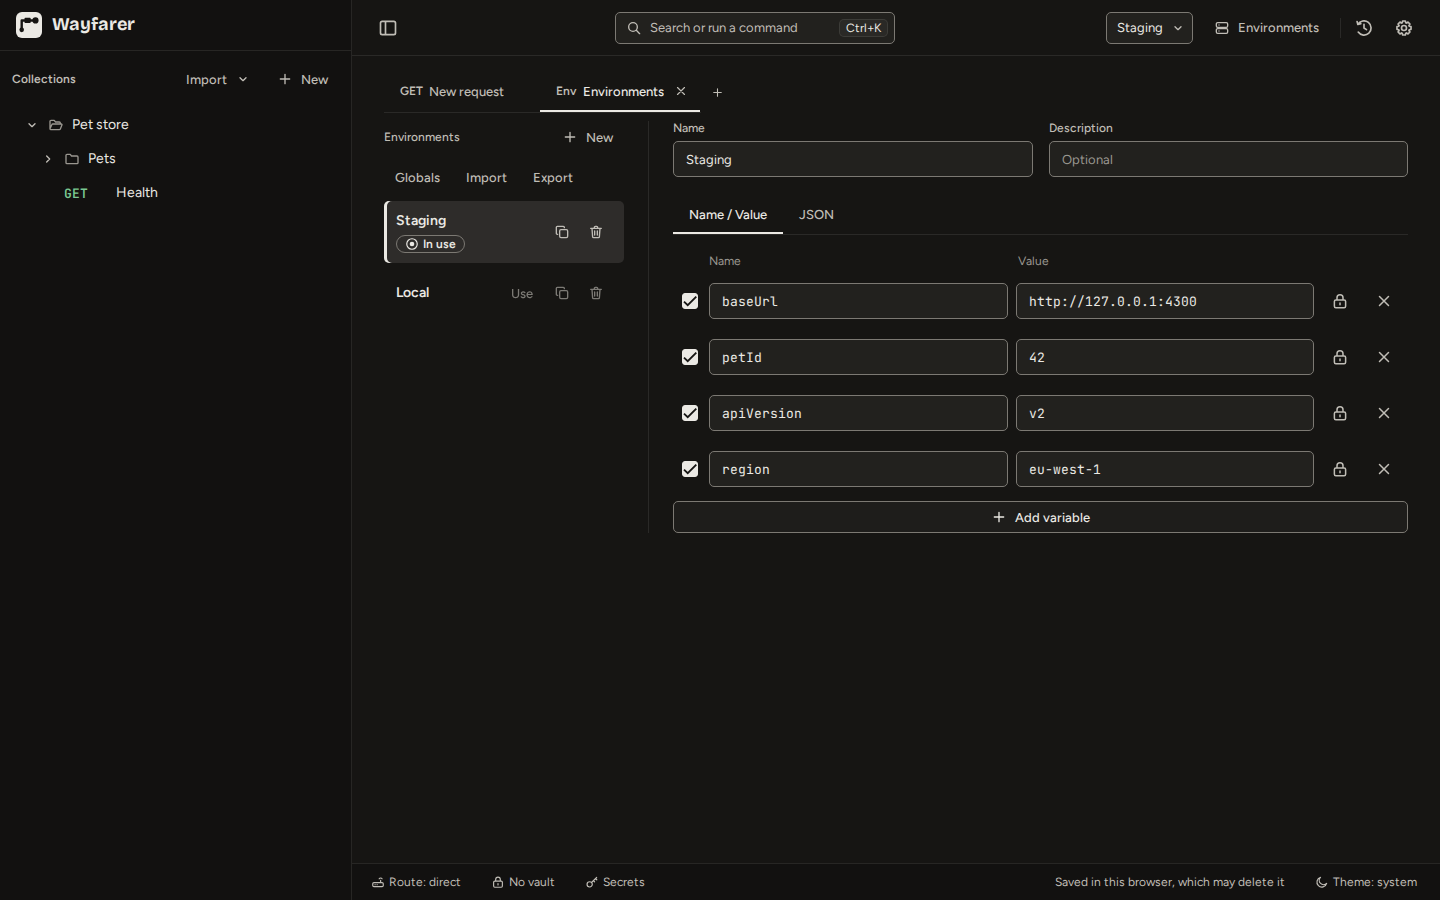 Wayfarer
Search or run a command Ctrl+K
Staging
Environments
Collections
Import
New
Pet store
Pets
GET Health
GET New request
Env Environments
Environments
New
Globals Import Export
Staging
In use
Local
Use
Name
Staging
Description
Optional
Name / Value
JSON
Name Value
baseUrl http://127.0.0.1:4300
petId 42
apiVersion v2
region eu-west-1
Add variable
Route: direct
No vault
Secrets
Saved in this browser, which may delete it
Theme: system